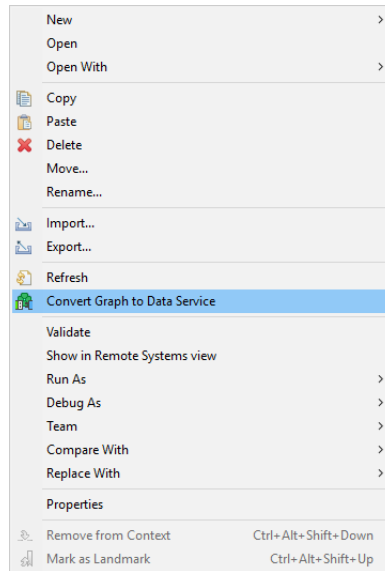 New
Open
Open With
Copy
Paste
Delete
Move...
Rename...
Import...
Export...
Refresh
Convert Graph to Data Service
Validate
Show in Remote Systems view
Run As
Debug As
Team
Compare With
Replace With
Properties
Remove from Context Ctrl+Alt+Shift+Down
Mark as Landmark Ctrl+Alt+Shift+Up